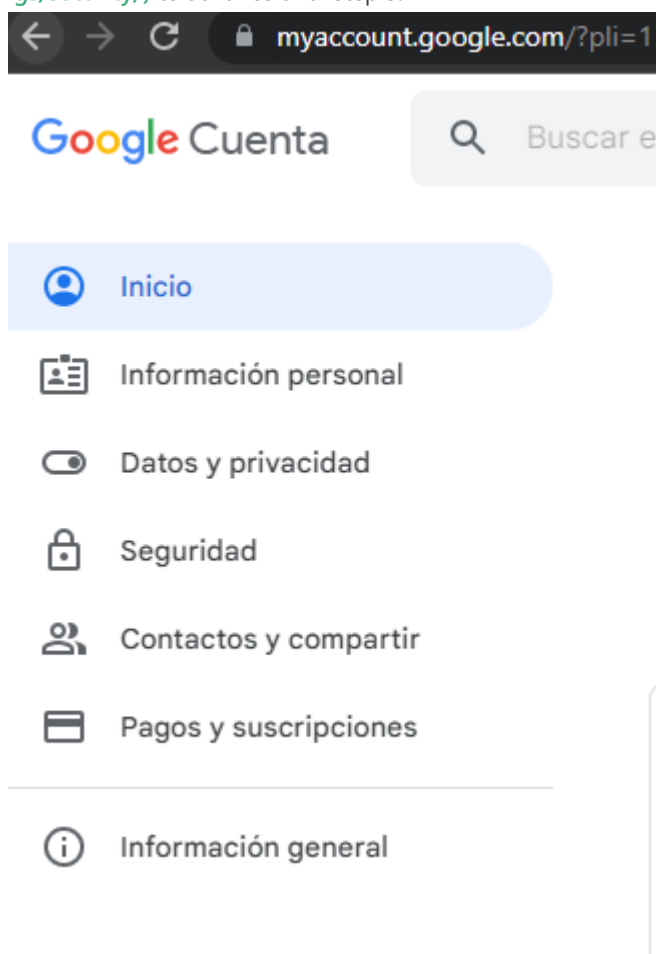 myaccount.google.com/?pli=1
Google Cuenta
Buscar e
Inicio
Información personal
Datos y privacidad
Seguridad
Contactos y compartir
Pagos y suscripciones
Información general